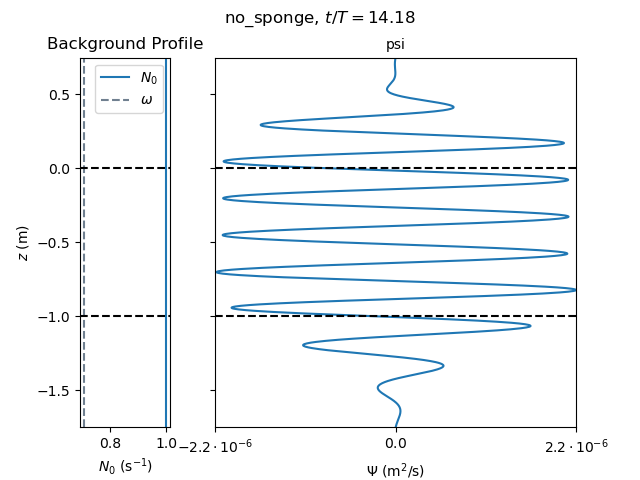 no_sponge, t/T = 14.18
Background Profile
psi
N₀
ω
0.5
0.0
−0.5
−1.0
−1.5
z (m)
0.8 1.0
−2.2 · 10⁻⁶ 0.0 2.2 · 10⁻⁶
N₀ (s⁻¹)
Ψ (m²/s)